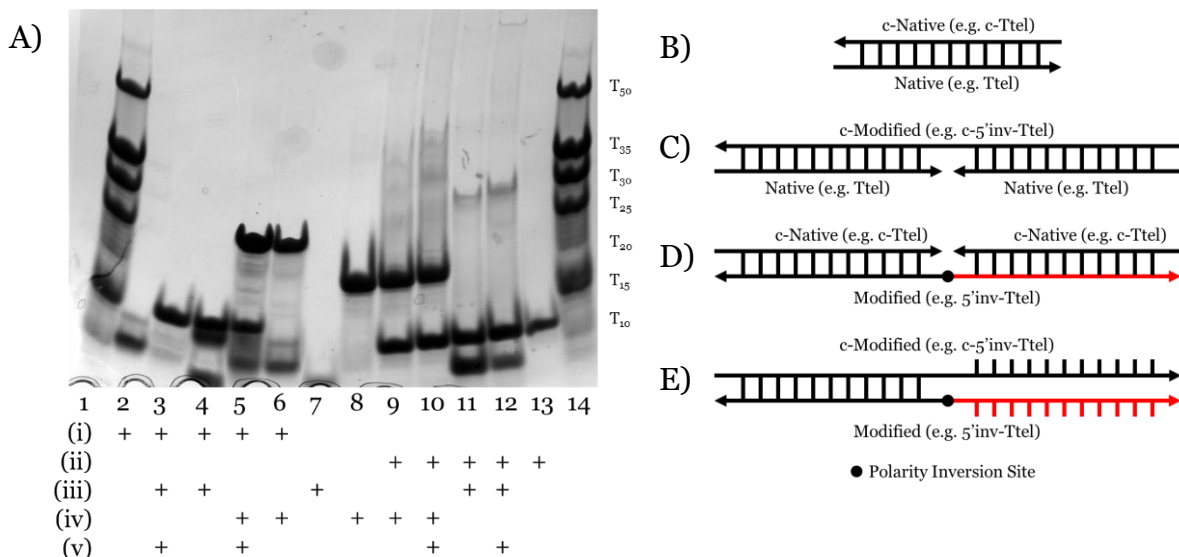 A)
T50
T35
T30
T25
T20
T15
T10
1 2 3 4 5 6 7 8 9 10 11 12 13 14
(i) + + + + +
(ii) + + + + +
(iii) + + + + +
(iv) + + + + +
(v) + + + +
B)
c-Native (e.g. c-Ttel)
Native (e.g. Ttel)
C)
c-Modified (e.g. c-5'inv-Ttel)
Native (e.g. Ttel) Native (e.g. Ttel)
D)
c-Native (e.g. c-Ttel) c-Native (e.g. c-Ttel)
Modified (e.g. 5'inv-Ttel)
E)
c-Modified (e.g. c-5'inv-Ttel)
Modified (e.g. 5'inv-Ttel)
Polarity Inversion Site